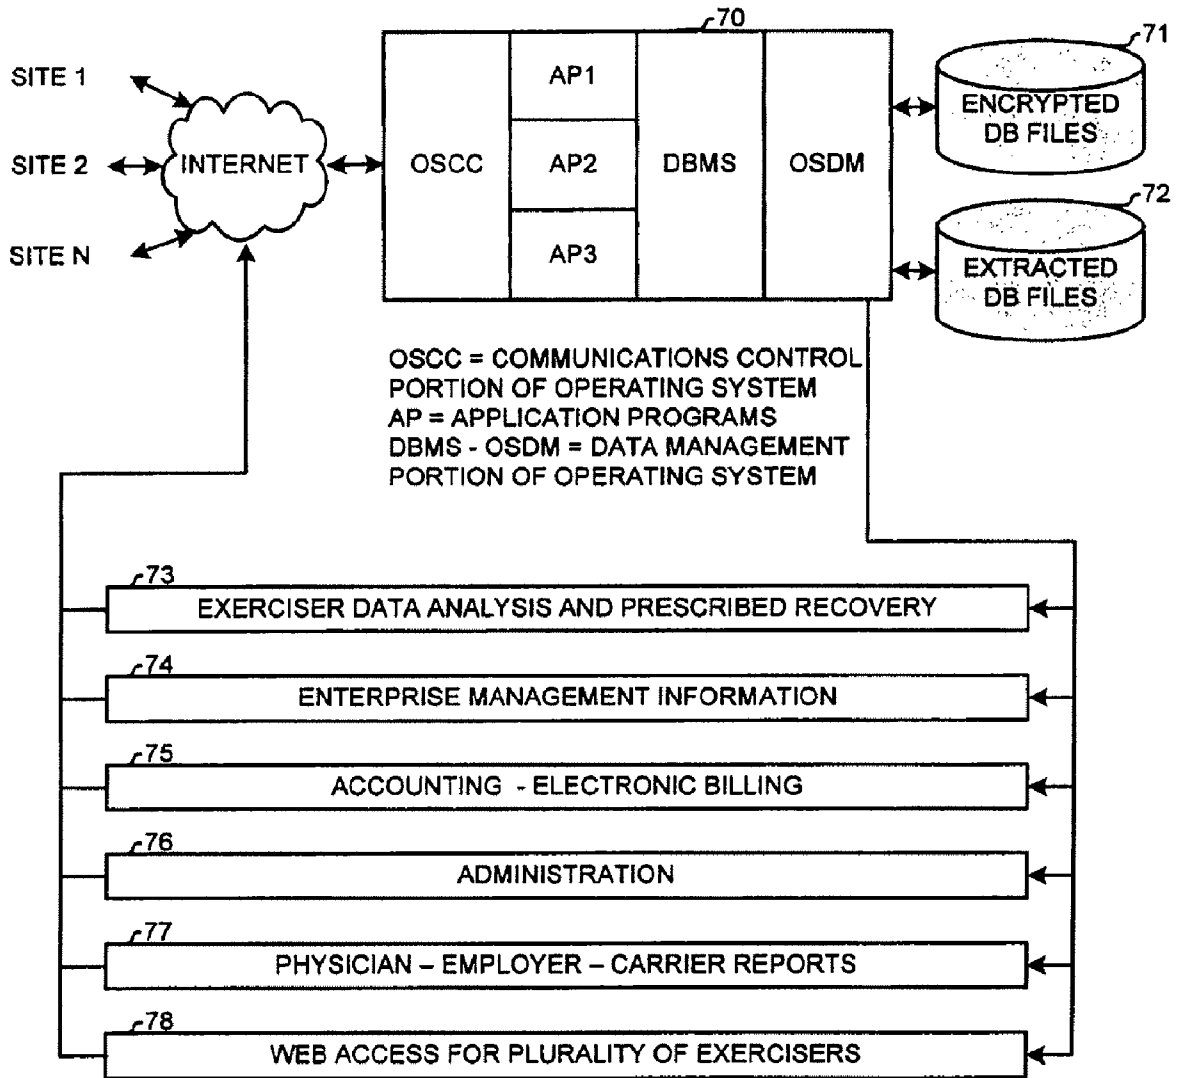 70
71
SITE 1
SITE 2
SITE N
INTERNET
OSCC
AP1
AP2
AP3
DBMS
OSDM
ENCRYPTED
DB FILES
72
EXTRACTED
DB FILES
OSCC = COMMUNICATIONS CONTROL
PORTION OF OPERATING SYSTEM
AP = APPLICATION PROGRAMS
DBMS - OSDM = DATA MANAGEMENT
PORTION OF OPERATING SYSTEM
73
EXERCISER DATA ANALYSIS AND PRESCRIBED RECOVERY
74
ENTERPRISE MANAGEMENT INFORMATION
75
ACCOUNTING - ELECTRONIC BILLING
76
ADMINISTRATION
77
PHYSICIAN – EMPLOYER – CARRIER REPORTS
78
WEB ACCESS FOR PLURALITY OF EXERCISERS